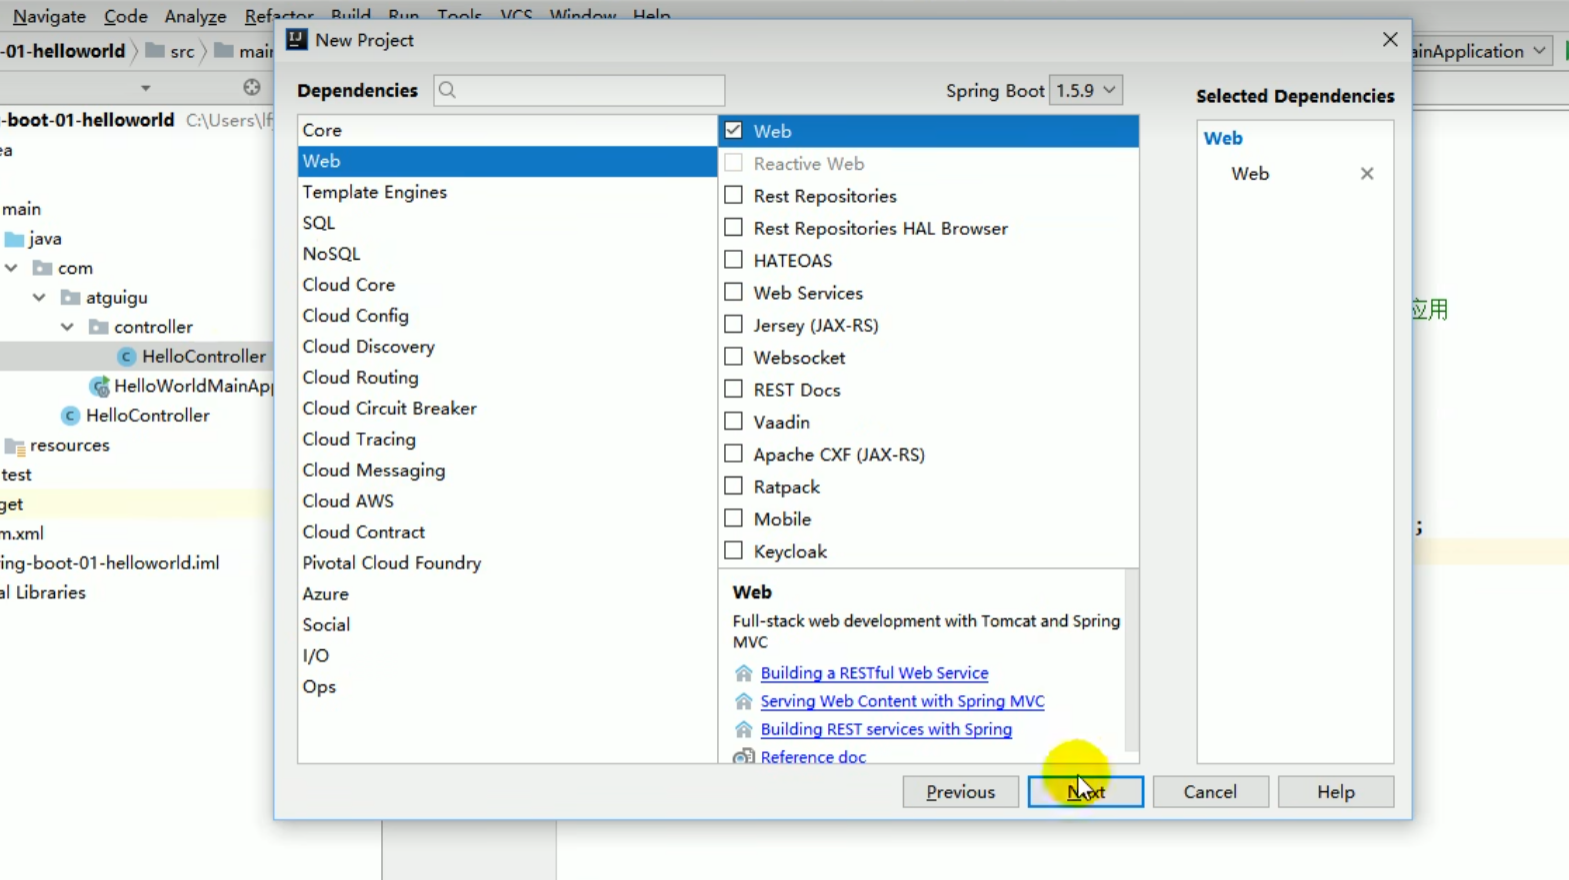 Navigate Code Analyze Refactor Build Run Tools VCS Window Help
-01-helloworld src main
ainApplication
New Project
Dependencies
Spring Boot 1.5.9
Selected Dependencies
-boot-01-helloworld C:\Users\lf
ea
main
java
com
atguigu
controller
HelloController
HelloWorldMainApp
HelloController
resources
test
get
m.xml
ing-boot-01-helloworld.iml
al Libraries
Core
Web
Template Engines
SQL
NoSQL
Cloud Core
Cloud Config
Cloud Discovery
Cloud Routing
Cloud Circuit Breaker
Cloud Tracing
Cloud Messaging
Cloud AWS
Cloud Contract
Pivotal Cloud Foundry
Azure
Social
I/O
Ops
Web
Reactive Web
Rest Repositories
Rest Repositories HAL Browser
HATEOAS
Web Services
Jersey (JAX-RS)
Websocket
REST Docs
Vaadin
Apache CXF (JAX-RS)
Ratpack
Mobile
Keycloak
Web
Full-stack web development with Tomcat and Spring
MVC
Building a RESTful Web Service
Serving Web Content with Spring MVC
Building REST services with Spring
Reference doc
Web
Web
应用
;
Previous Next Cancel Help